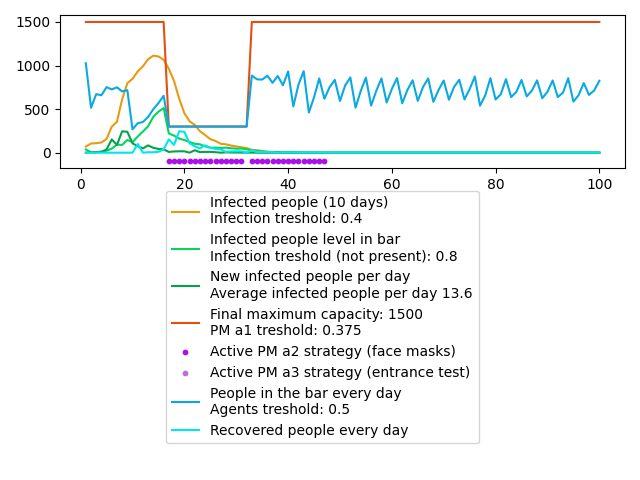 1500
1000
500
0
0 20 40 60 80 100
Infected people (10 days)
Infection treshold: 0.4
Infected people level in bar
Infection treshold (not present): 0.8
New infected people per day
Average infected people per day 13.6
Final maximum capacity: 1500
PM a1 treshold: 0.375
Active PM a2 strategy (face masks)
Active PM a3 strategy (entrance test)
People in the bar every day
Agents treshold: 0.5
Recovered people every day